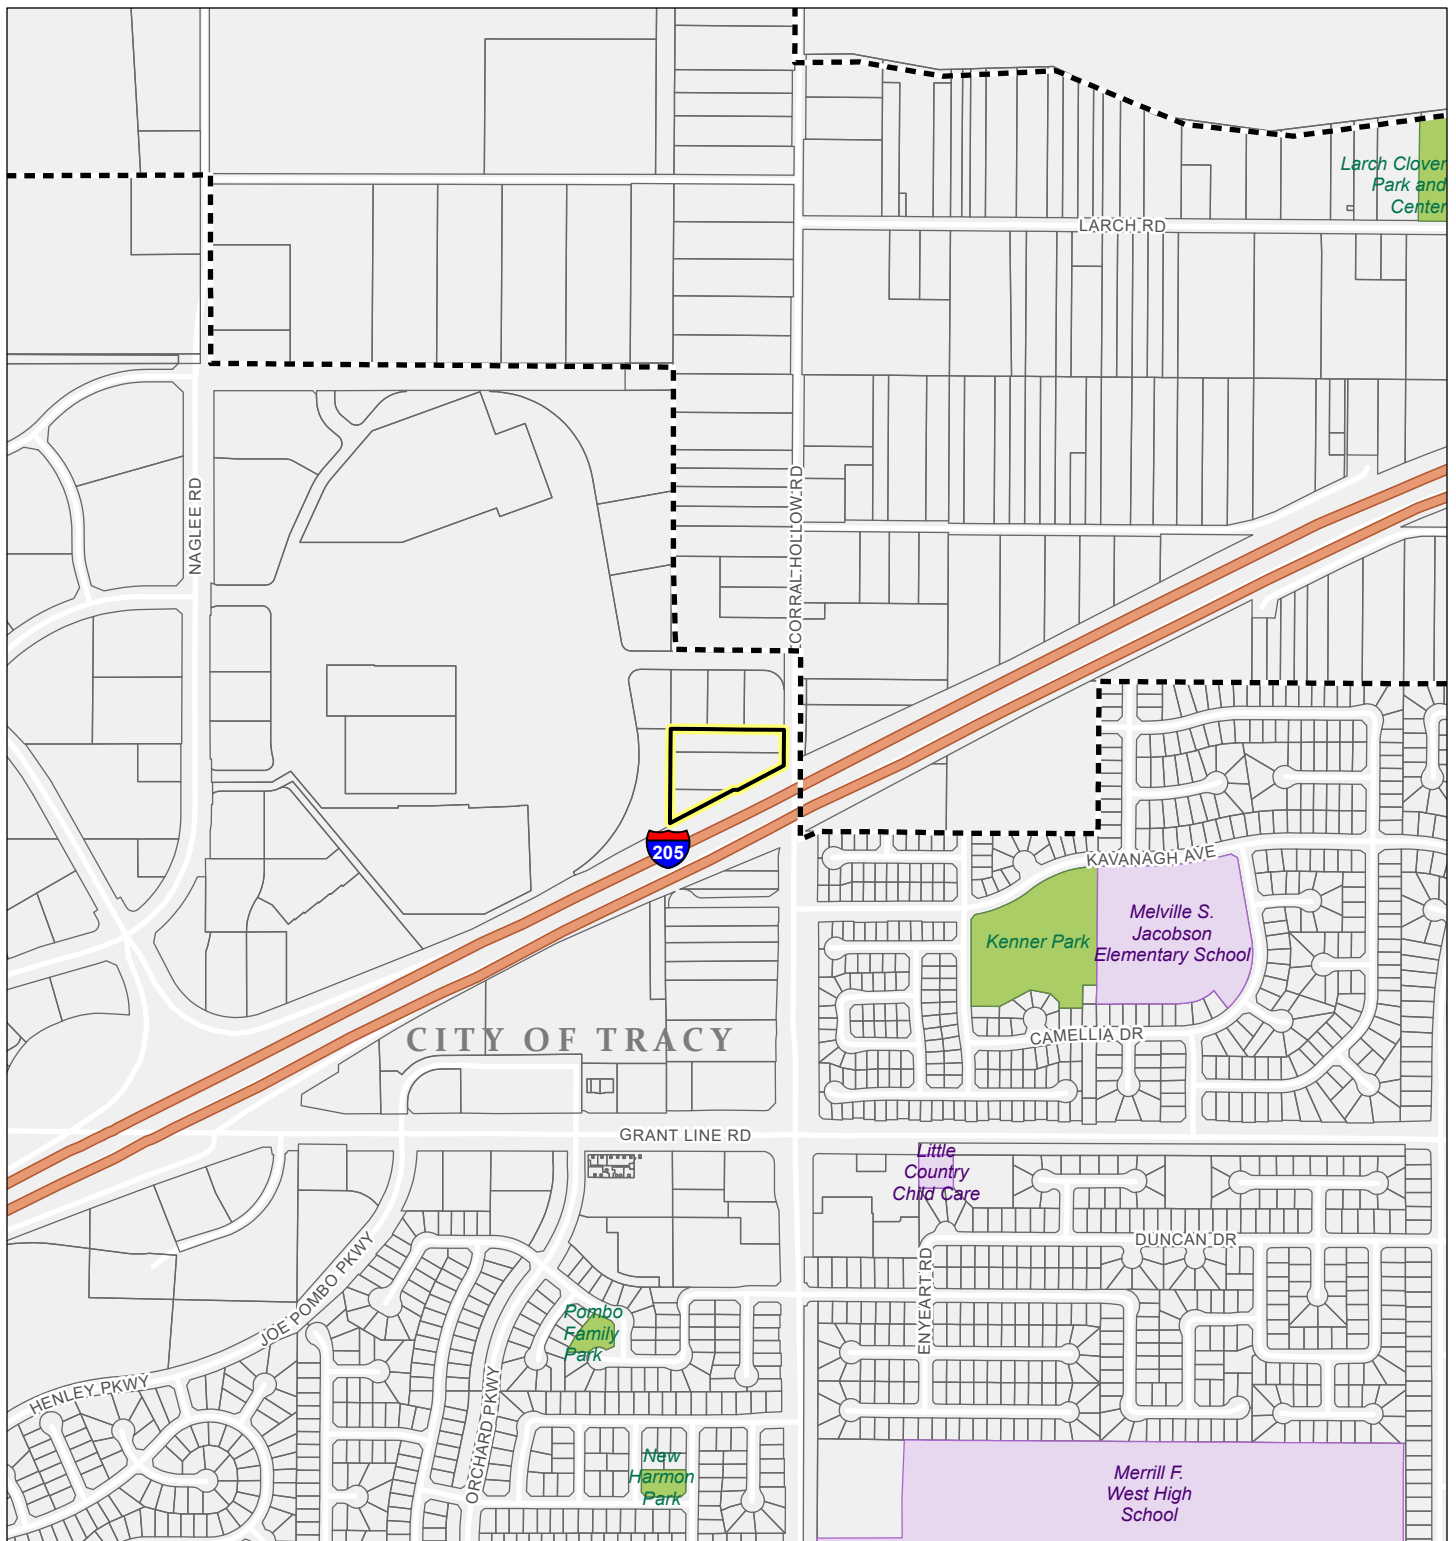 Larch Clover
Park and
Center
LARCH RD
NAGLEE RD
CORRAL HOLLOW RD
205
KAVANAGH AVE
Melville S.
Jacobson
Elementary School
Kenner Park
CITY OF TRACY
CAMELLIA DR
GRANT LINE RD
Little
Country
Child Care
DUNCAN DR
ENYEART RD
JOE POMBO PKWY
Pombo
Family
Park
HENLEY PKWY
ORCHARD PKWY
New
Harmon
Park
Merrill F.
West High
School